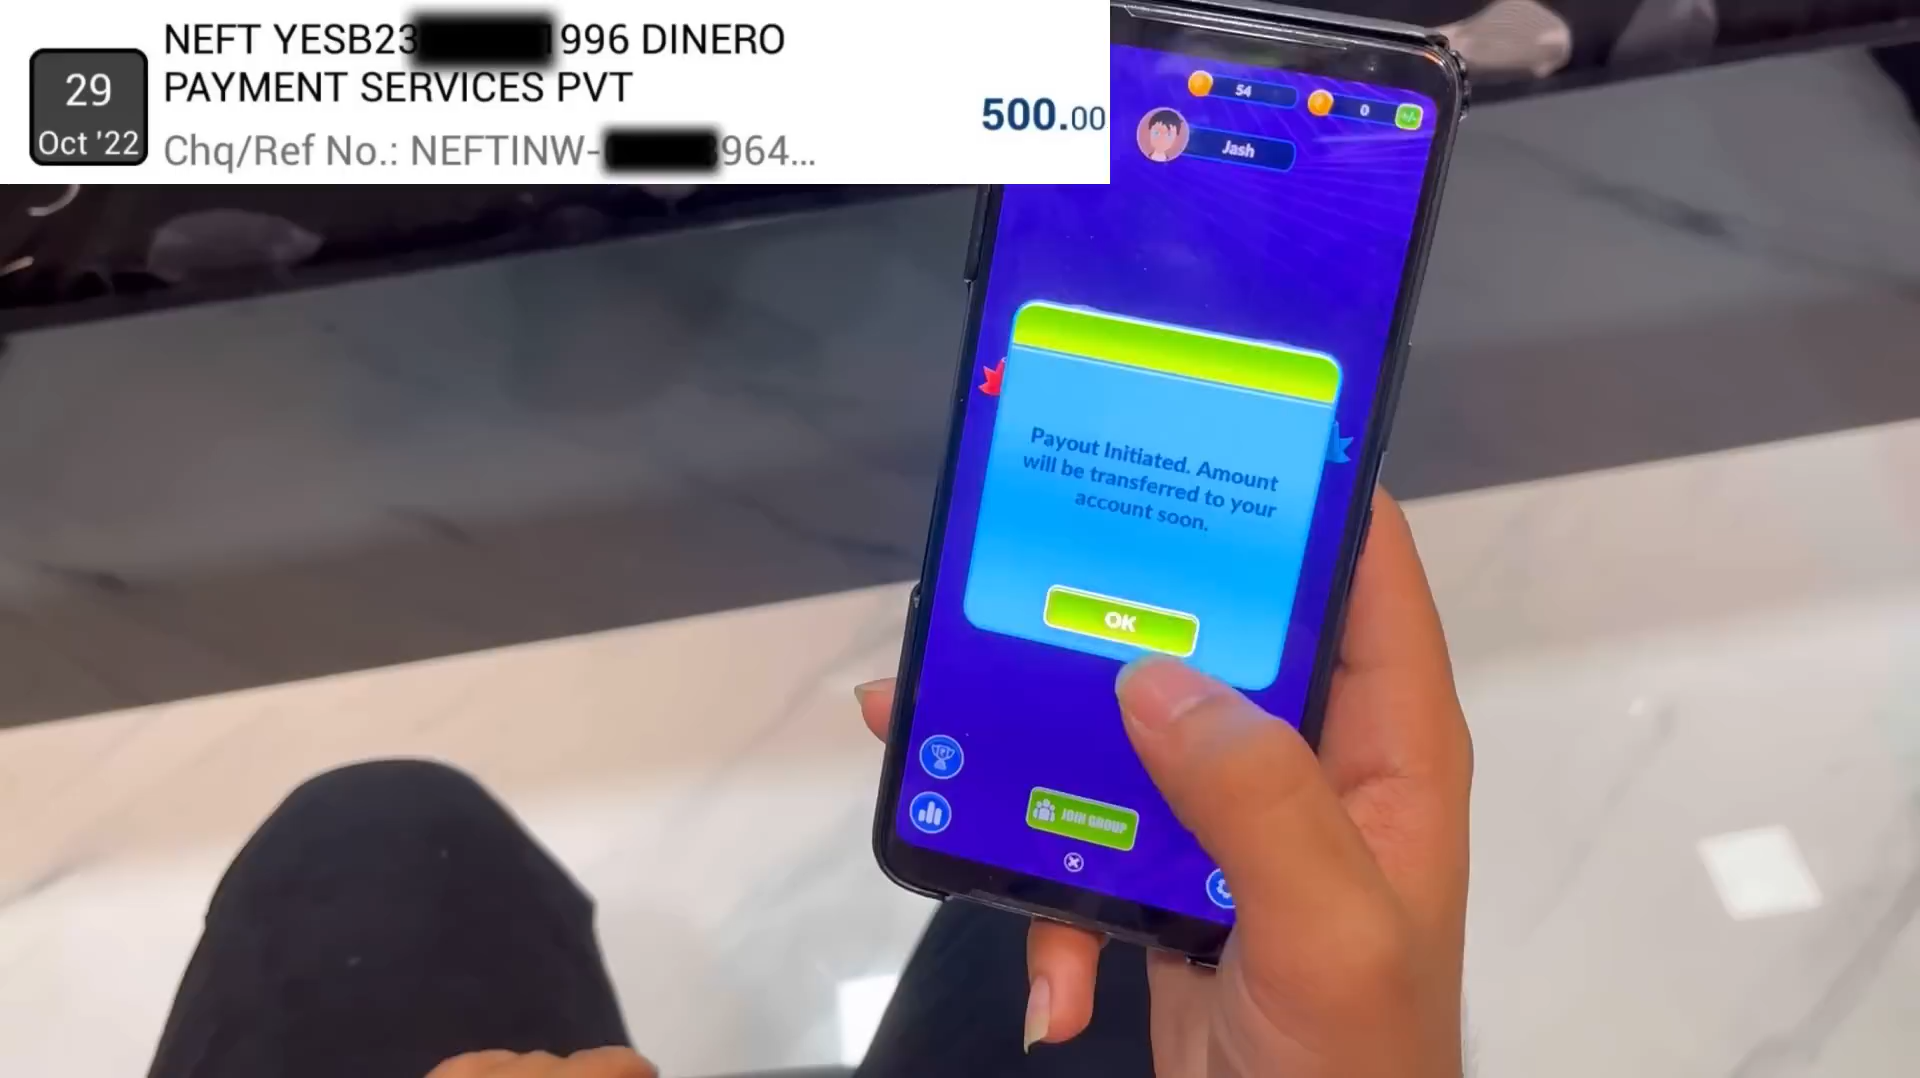 29
Oct '22
NEFT YESB23 996 DINERO
PAYMENT SERVICES PVT
Chq/Ref No.: NEFTINW- 964...
500.00
54
0
Jash
Payout Initiated. Amount
will be transferred to your
account soon.
OK
JOIN GROUP